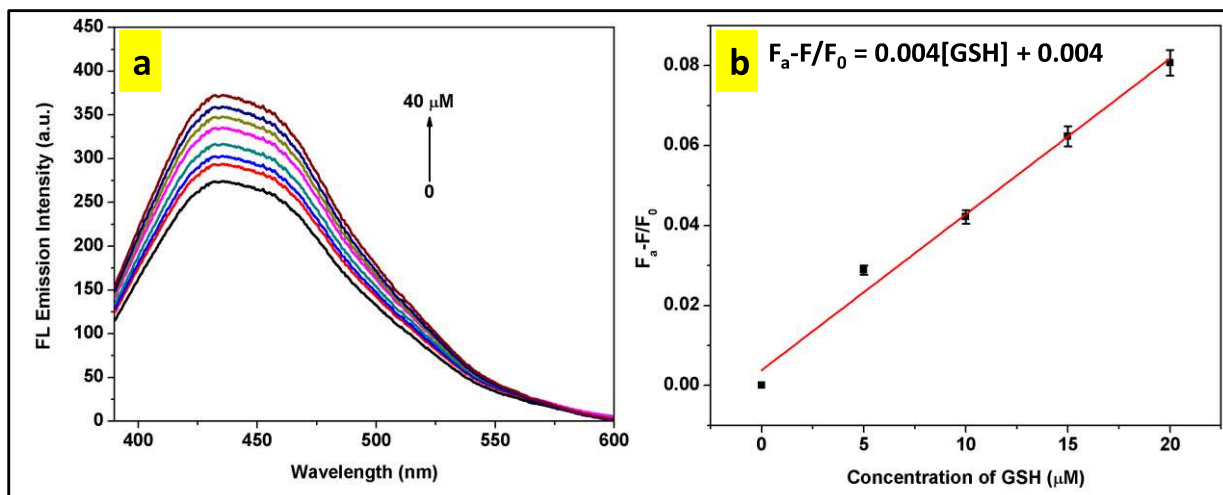 a
FL Emission Intensity (a.u.)
450
400
350
300
250
200
150
100
50
0
40 μM
0
400 450 500 550 600
Wavelength (nm)
b
Fa-F/F0 = 0.004[GSH] + 0.004
Fa-F/F0
0.08
0.06
0.04
0.02
0.00
0 5 10 15 20
Concentration of GSH (μM)